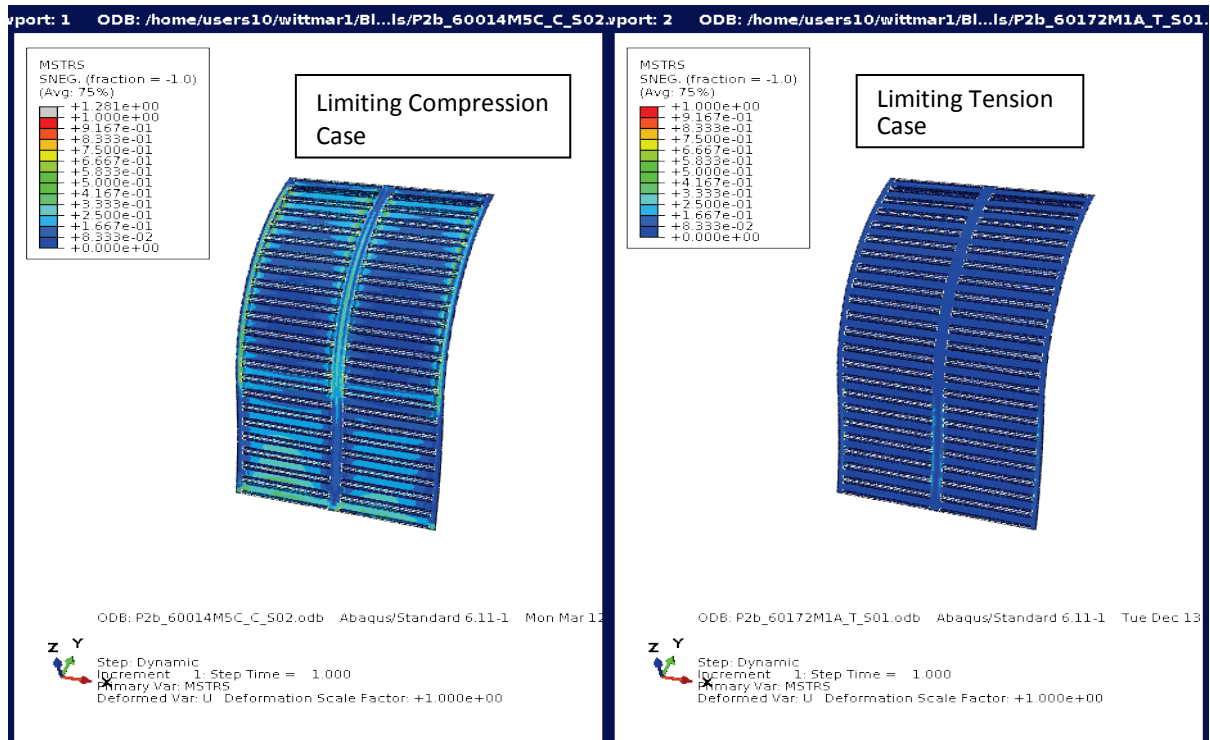 vport: 1 ODB: /home/users10/wittmar1/Bl...ls/P2b_60014M5C_C_S02.
MSTRS
SNEG, (fraction = -1.0)
(Avg: 75%)
+1.281e+00
+1.000e+00
+9.167e-01
+8.333e-01
+7.500e-01
+6.667e-01
+5.833e-01
+5.000e-01
+4.167e-01
+3.333e-01
+2.500e-01
+1.667e-01
+8.333e-02
+0.000e+00
Limiting Compression
Case
ODB: P2b_60014M5C_C_S02.odb Abaqus/Standard 6.11-1 Mon Mar 12
Z Y
X
Step: Dynamic
Increment 1: Step Time = 1.000
Primary Var: MSTRS
Deformed Var: U Deformation Scale Factor: +1.000e+00
vport: 2 ODB: /home/users10/wittmar1/Bl...ls/P2b_60172M1A_T_S01.
MSTRS
SNEG, (fraction = -1.0)
(Avg: 75%)
+1.000e+00
+9.167e-01
+8.333e-01
+7.500e-01
+6.667e-01
+5.833e-01
+5.000e-01
+4.167e-01
+3.333e-01
+2.500e-01
+1.667e-01
+8.333e-02
+0.000e+00
Limiting Tension
Case
ODB: P2b_60172M1A_T_S01.odb Abaqus/Standard 6.11-1 Tue Dec 13
Z Y
X
Step: Dynamic
Increment 1: Step Time = 1.000
Primary Var: MSTRS
Deformed Var: U Deformation Scale Factor: +1.000e+00